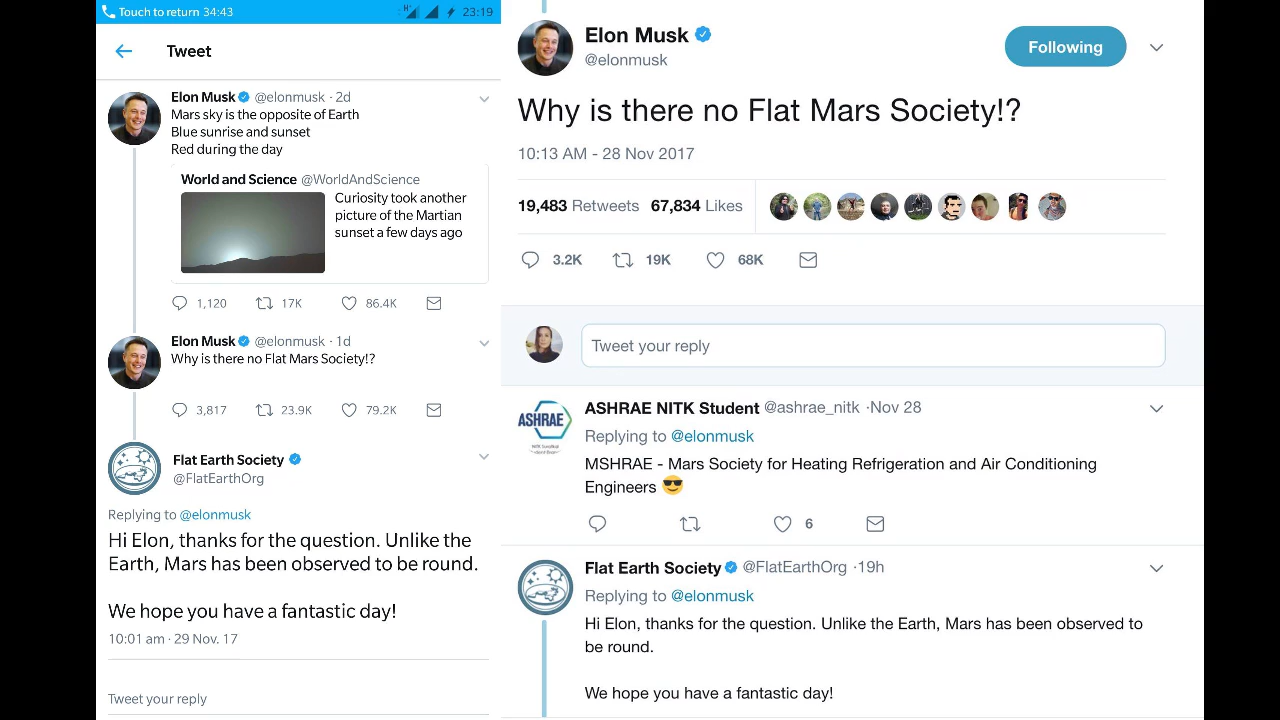 Touch to return 34:43
H
23:19
Tweet
Elon Musk @elonmusk · 2d
Mars sky is the opposite of Earth
Blue sunrise and sunset
Red during the day
World and Science @WorldAndScience
Curiosity took another
picture of the Martian
sunset a few days ago
1,120 17K 86.4K
Elon Musk @elonmusk · 1d
Why is there no Flat Mars Society!?
3,817 23.9K 79.2K
Flat Earth Society
@FlatEarthOrg
Replying to @elonmusk
Hi Elon, thanks for the question. Unlike the
Earth, Mars has been observed to be round.
We hope you have a fantastic day!
10:01 am · 29 Nov. 17
Tweet your reply
Elon Musk
@elonmusk
Following
Why is there no Flat Mars Society!?
10:13 AM - 28 Nov 2017
19,483 Retweets 67,834 Likes
3.2K 19K 68K
Tweet your reply
ASHRAE
ASHRAE NITK Student @ashrae_nitk · Nov 28
Replying to @elonmusk
MSHRAE - Mars Society for Heating Refrigeration and Air Conditioning
Engineers 😎
6
Flat Earth Society @FlatEarthOrg · 19h
Replying to @elonmusk
Hi Elon, thanks for the question. Unlike the Earth, Mars has been observed to
be round.
We hope you have a fantastic day!